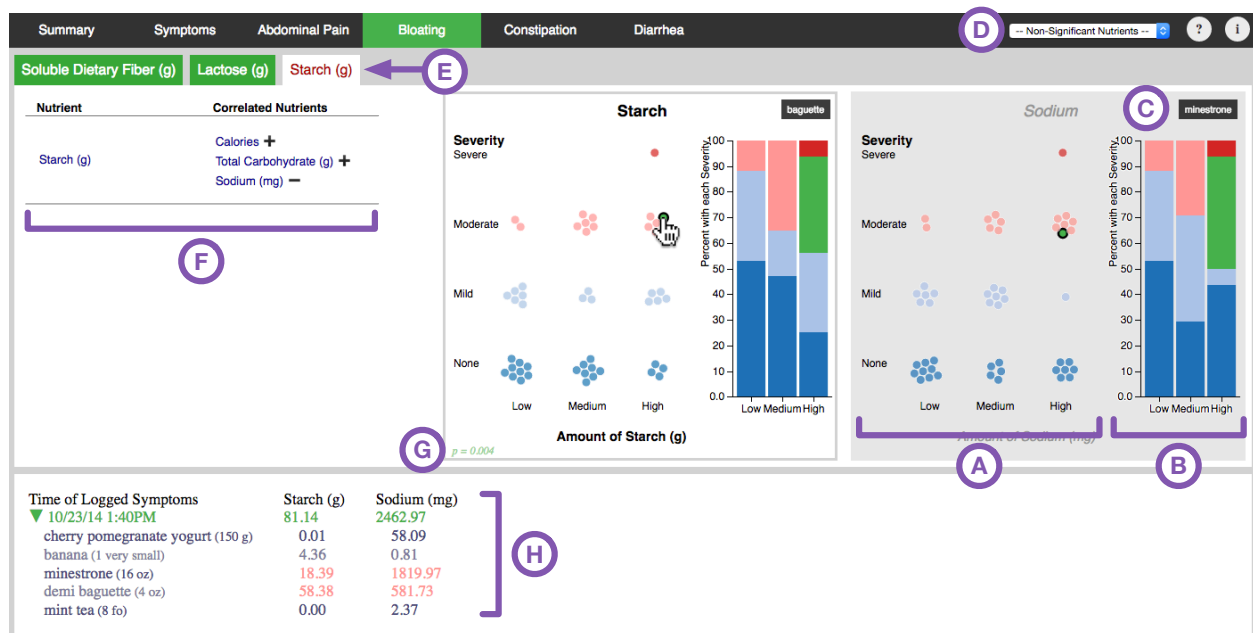 Summary Symptoms Abdominal Pain Bloating Constipation Diarrhea D -- Non-Significant Nutrients -- ? i
Soluble Dietary Fiber (g) Lactose (g) Starch (g) E
Nutrient Correlated Nutrients
Starch (g)
Calories +
Total Carbohydrate (g) +
Sodium (mg) −
F
Starch baguette
Severity
Severe
Moderate
Mild
None
Low Medium High
Amount of Starch (g)
G p = 0.004
Percent with each Severity
100
90
80
70
60
50
40
30
20
10
0.0
Low Medium High
Sodium C minestrone
Severity
Severe
Moderate
Mild
None
Low Medium High
Amount of Sodium (mg)
A
Percent with each Severity
100
90
80
70
60
50
40
30
20
10
0.0
Low Medium High
B
Time of Logged Symptoms Starch (g) Sodium (mg)
▼ 10/23/14 1:40PM 81.14 2462.97
cherry pomegranate yogurt (150 g) 0.01 58.09
banana (1 very small) 4.36 0.81
minestrone (16 oz) 18.39 1819.97
demi baguette (4 oz) 58.38 581.73
mint tea (8 fo) 0.00 2.37
H